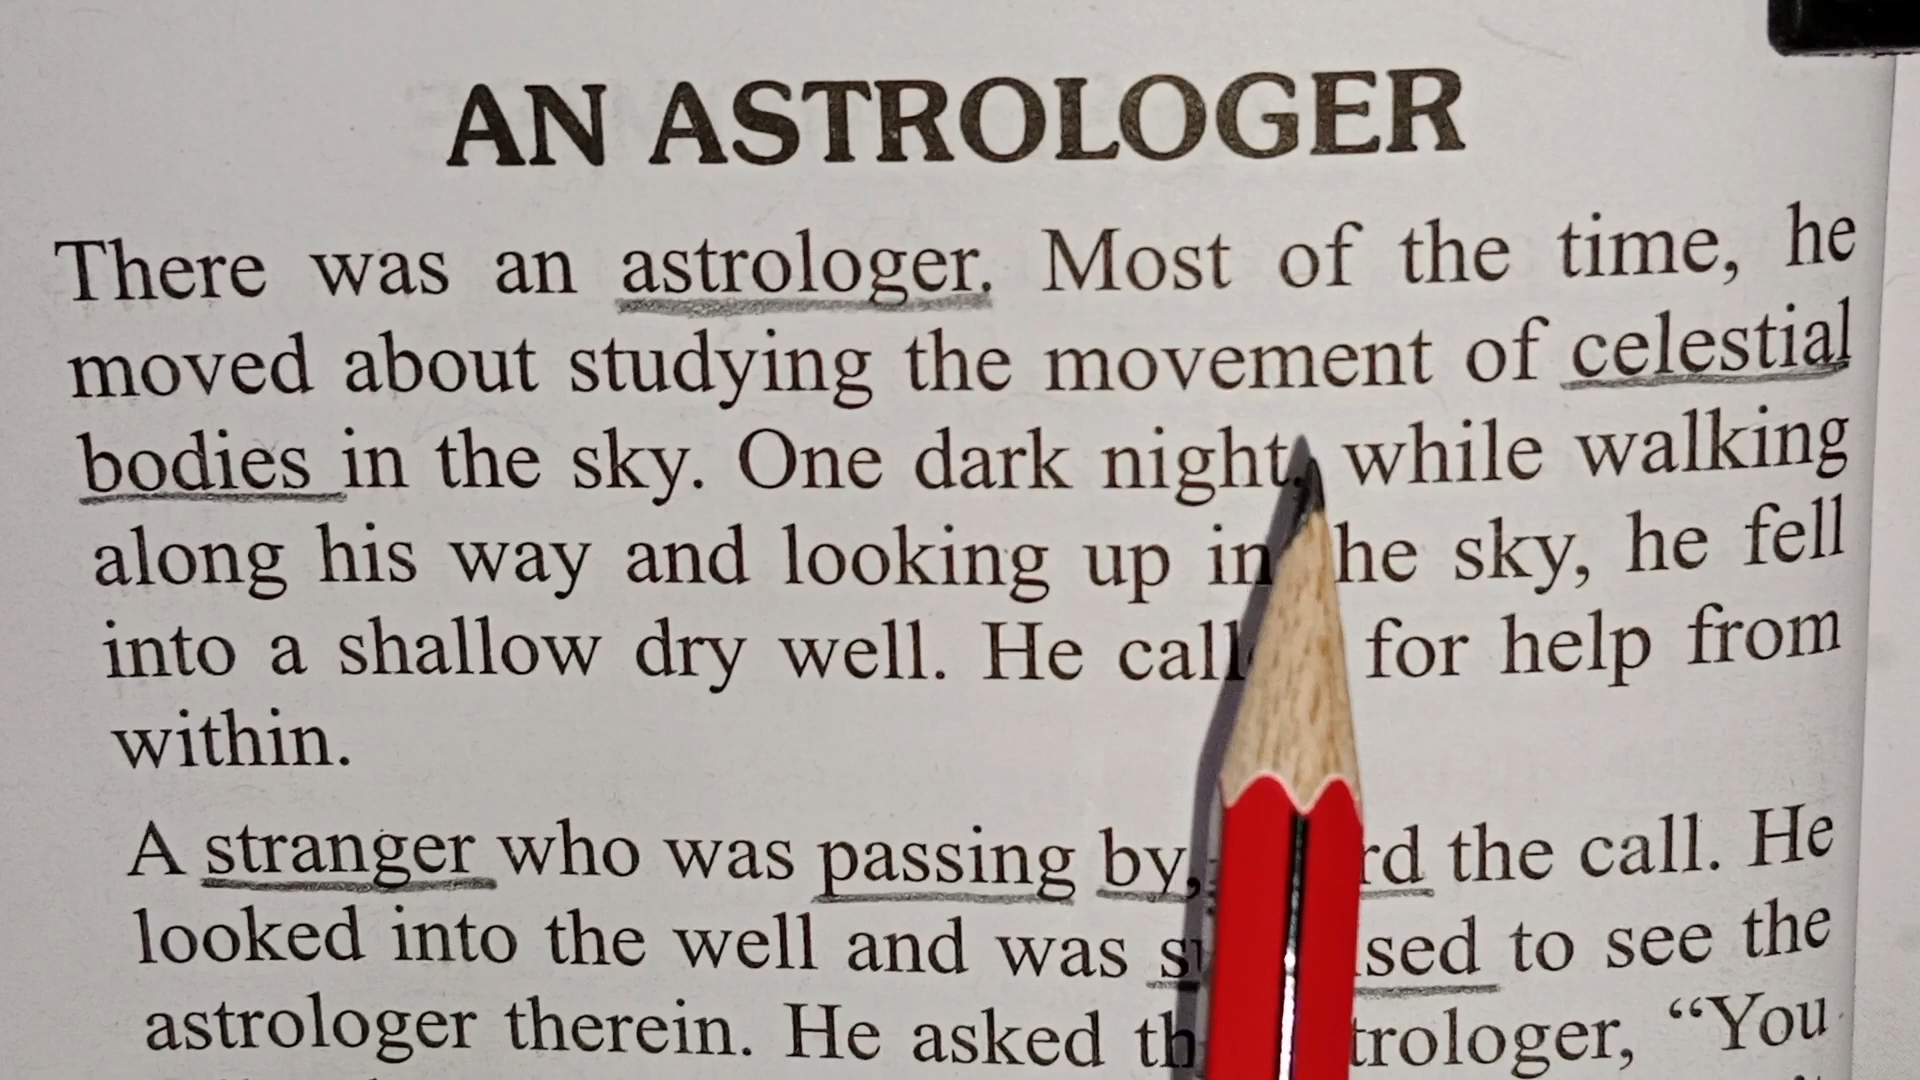 AN ASTROLOGER
There was an astrologer. Most of the time, he
moved about studying the movement of celestial
bodies in the sky. One dark night, while walking
along his way and looking up in he sky, he fell
into a shallow dry well. He call for help from
within.
A stranger who was passing by, rd the call. He
looked into the well and was s sed to see the
astrologer therein. He asked th trologer, “You